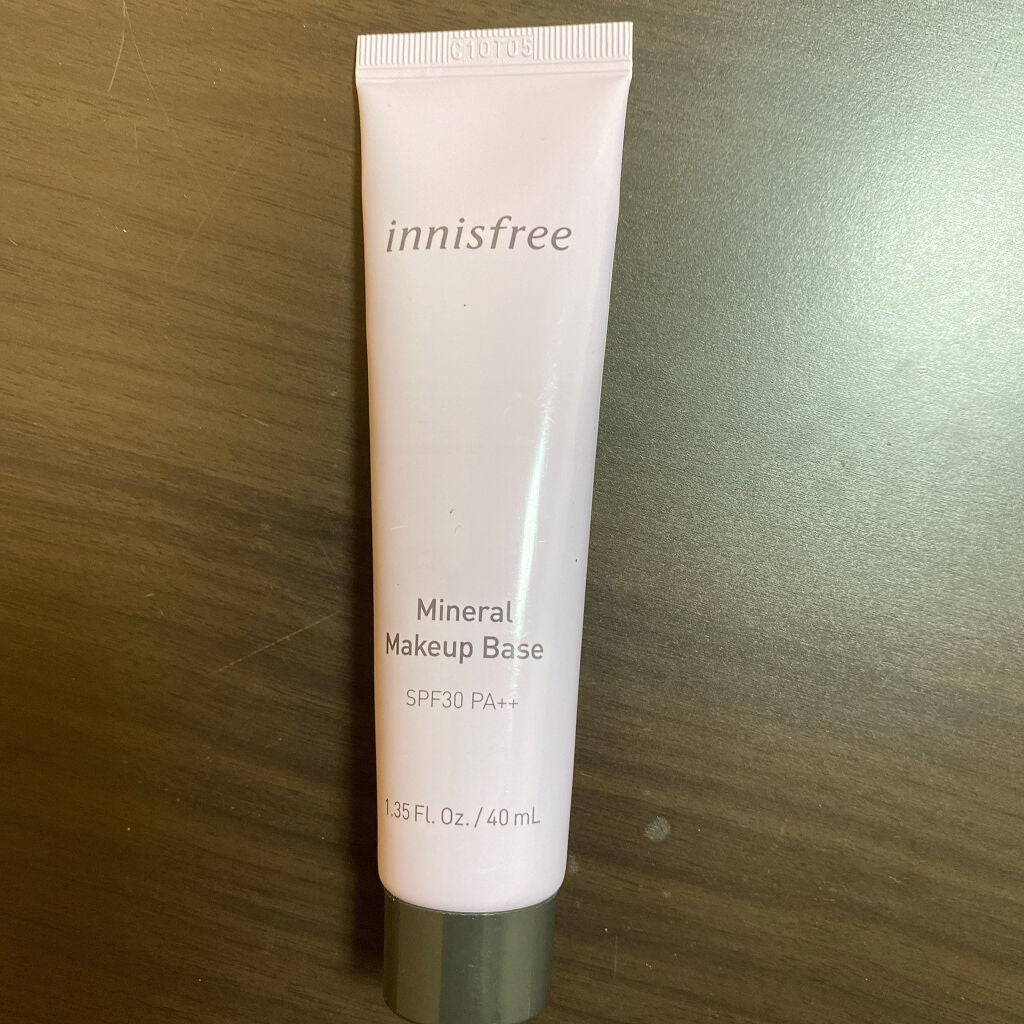 C10T05
innisfree
Mineral
Makeup Base
SPF30 PA++
1.35 Fl. Oz. / 40 mL